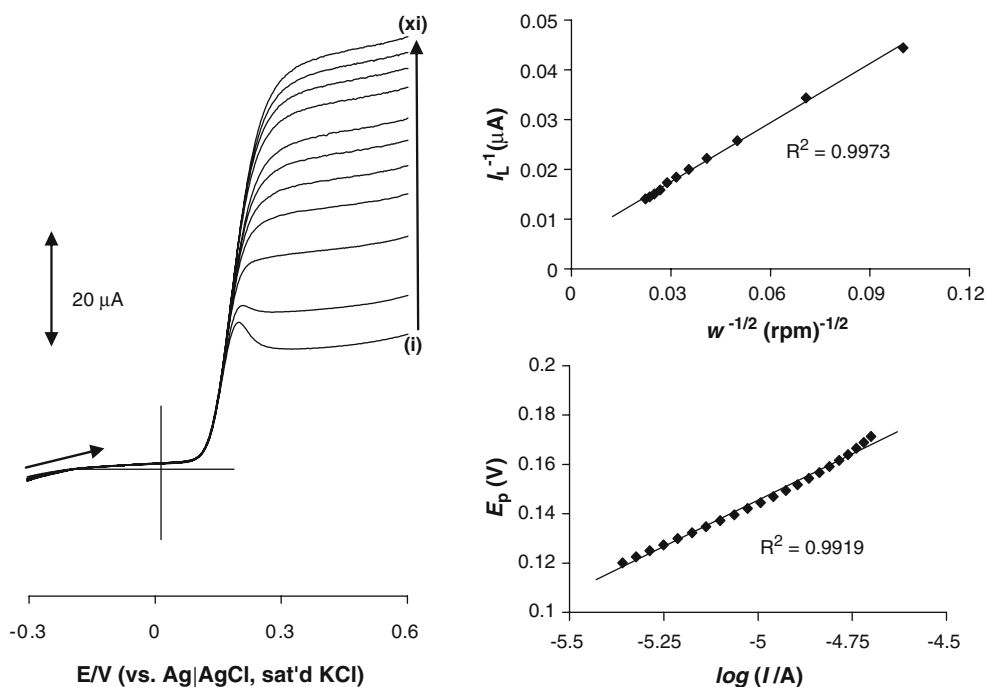 (xi)
20 μA
(i)
-0.3 0 0.3 0.6
E/V (vs. Ag|AgCl, sat'd KCl)
0.05
0.04
0.03
0.02
0.01
0
I_L^-1 (μA)
R² = 0.9973
0 0.03 0.06 0.09 0.12
w^-1/2 (rpm)^-1/2
0.2
0.18
0.16
0.14
0.12
0.1
E_p (V)
R² = 0.9919
-5.5 -5.25 -5 -4.75 -4.5
log (I /A)